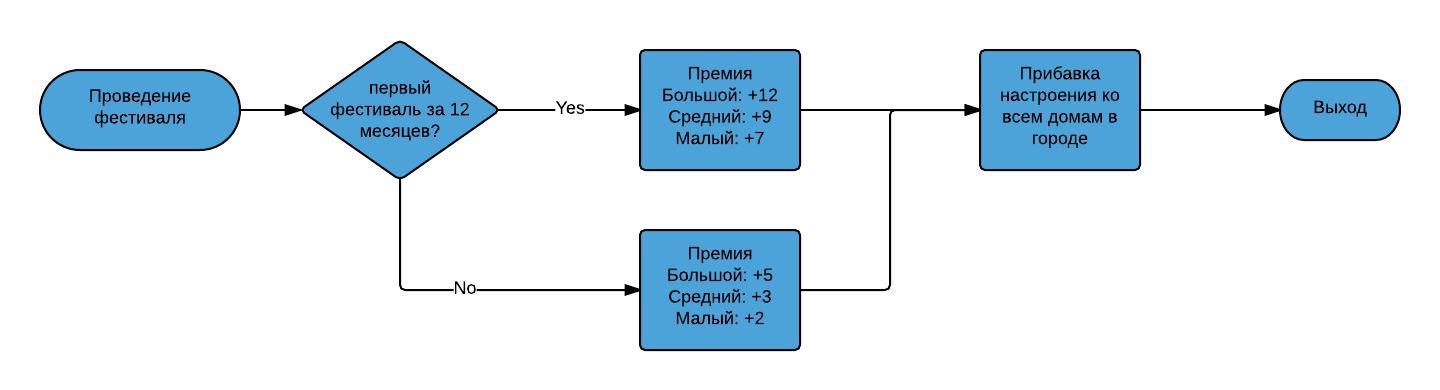 Проведение
фестиваля
первый
фестиваль за 12
месяцев?
Yes
Премия
Большой: +12
Средний: +9
Малый: +7
Прибавка
настроения ко
всем домам в
городе
Выход
No
Премия
Большой: +5
Средний: +3
Малый: +2